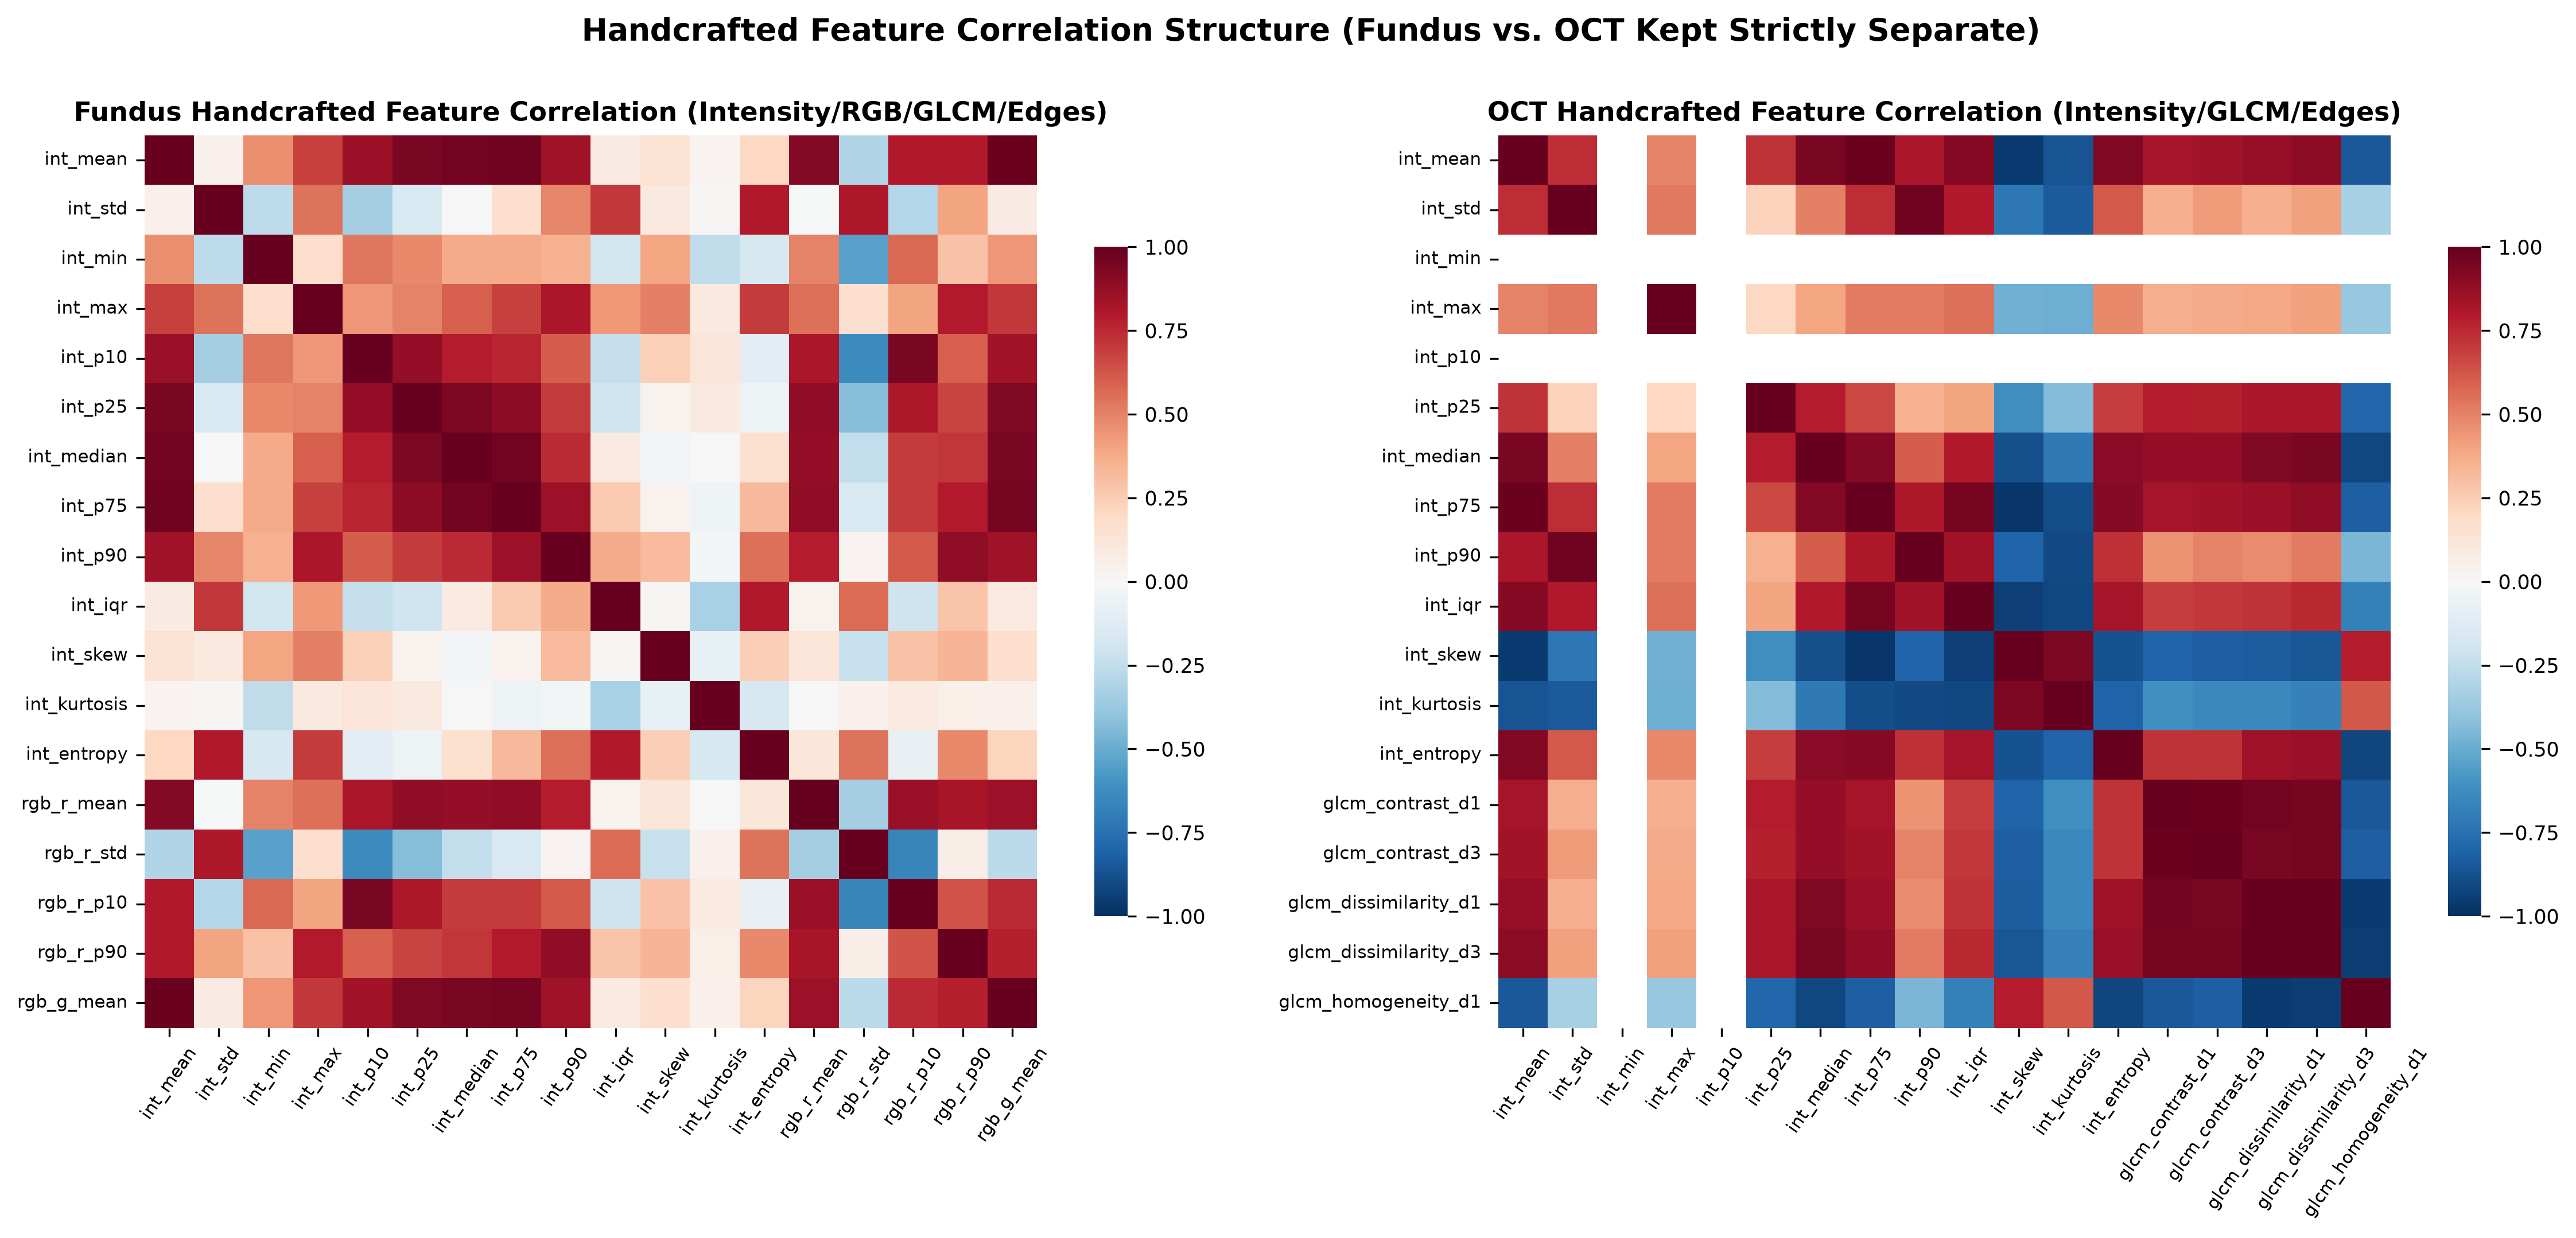 Handcrafted Feature Correlation Structure (Fundus vs. OCT Kept Strictly Separate)
Fundus Handcrafted Feature Correlation (Intensity/RGB/GLCM/Edges)
int_mean
int_std
int_min
int_max
int_p10
int_p25
int_median
int_p75
int_p90
int_iqr
int_skew
int_kurtosis
int_entropy
rgb_r_mean
rgb_r_std
rgb_r_p10
rgb_r_p90
rgb_g_mean
int_mean int_std int_min int_max int_p10 int_p25 int_median int_p75 int_p90 int_iqr int_skew int_kurtosis int_entropy rgb_r_mean rgb_r_std rgb_r_p10 rgb_r_p90 rgb_g_mean
1.00
0.75
0.50
0.25
0.00
−0.25
−0.50
−0.75
−1.00
OCT Handcrafted Feature Correlation (Intensity/GLCM/Edges)
int_mean
int_std
int_min
int_max
int_p10
int_p25
int_median
int_p75
int_p90
int_iqr
int_skew
int_kurtosis
int_entropy
glcm_contrast_d1
glcm_contrast_d3
glcm_dissimilarity_d1
glcm_dissimilarity_d3
glcm_homogeneity_d1
int_mean int_std int_min int_max int_p10 int_p25 int_median int_p75 int_p90 int_iqr int_skew int_kurtosis int_entropy glcm_contrast_d1 glcm_contrast_d3 glcm_dissimilarity_d1 glcm_dissimilarity_d3 glcm_homogeneity_d1
1.00
0.75
0.50
0.25
0.00
−0.25
−0.50
−0.75
−1.00